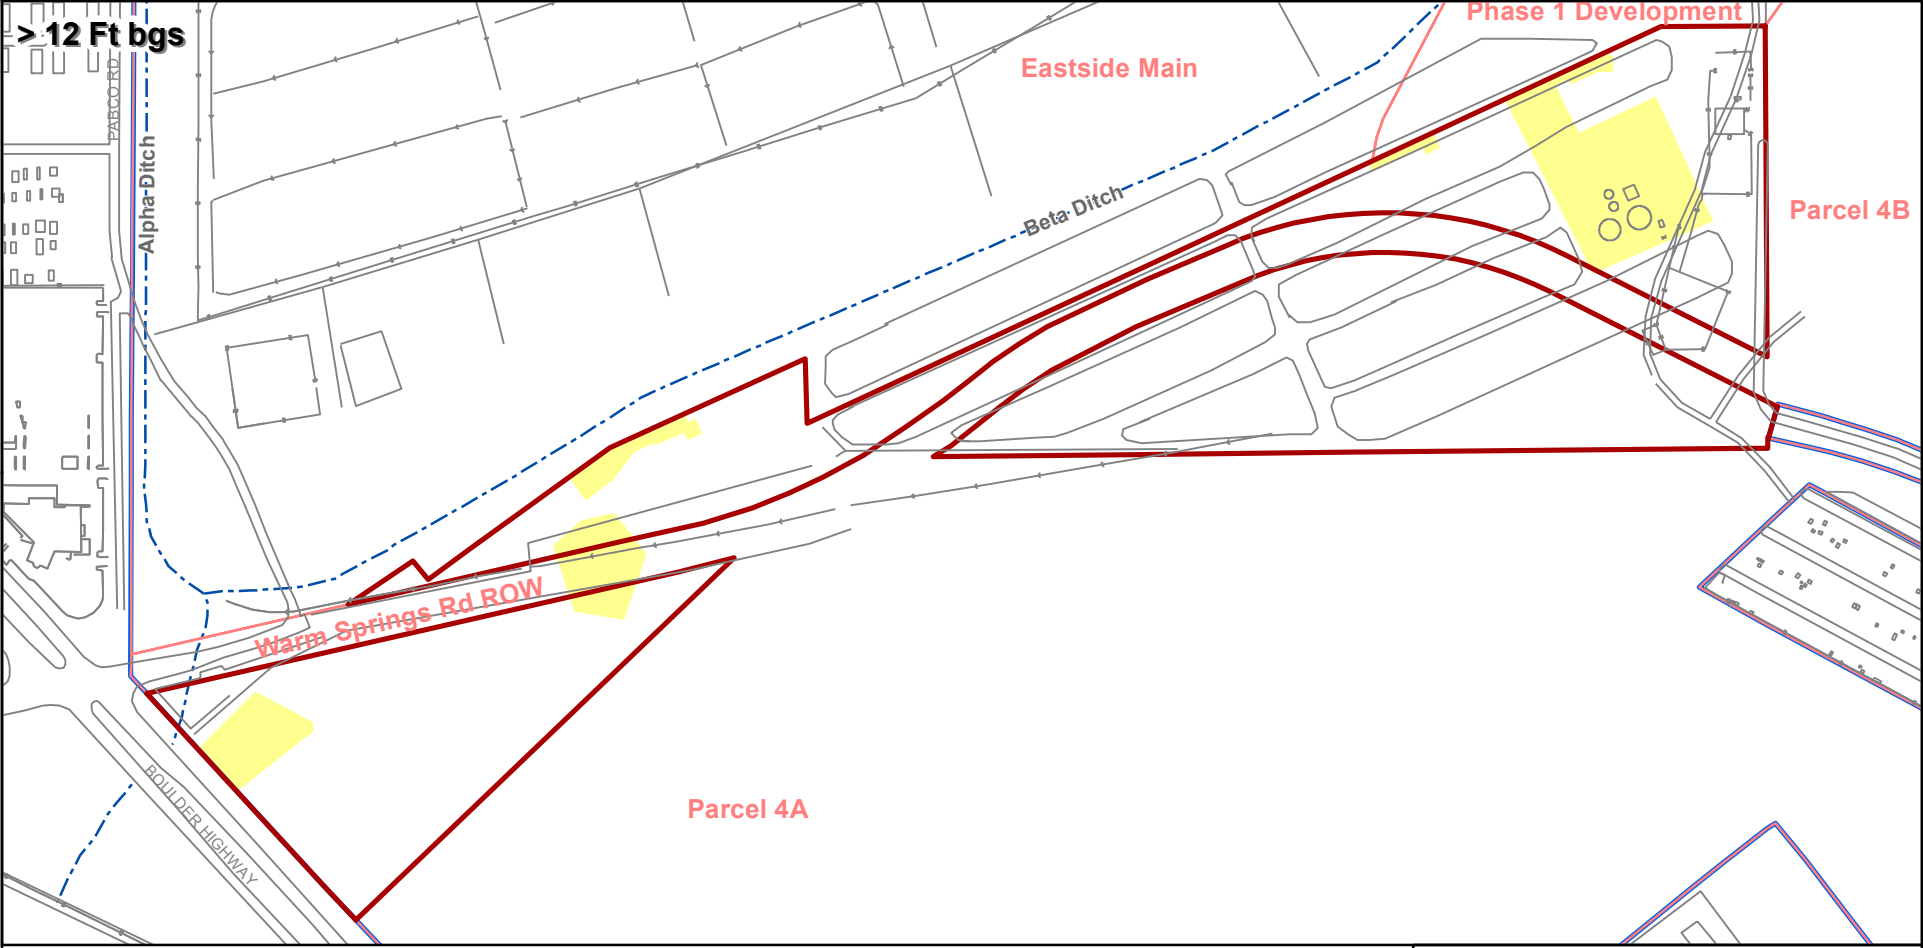 Phase 1 Development
> 12 Ft bgs
Eastside Main
PABCO RD
Alpha Ditch
Beta Ditch
Parcel 4B
Warm Springs Rd ROW
BOULDER HIGHWAY
Parcel 4A